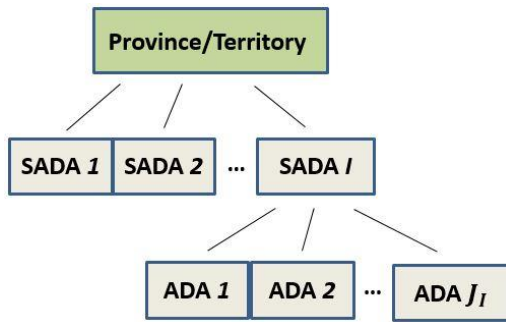 Province/Territory
SADA 1 SADA 2 ... SADA I
ADA 1 ADA 2 ... ADA J_I